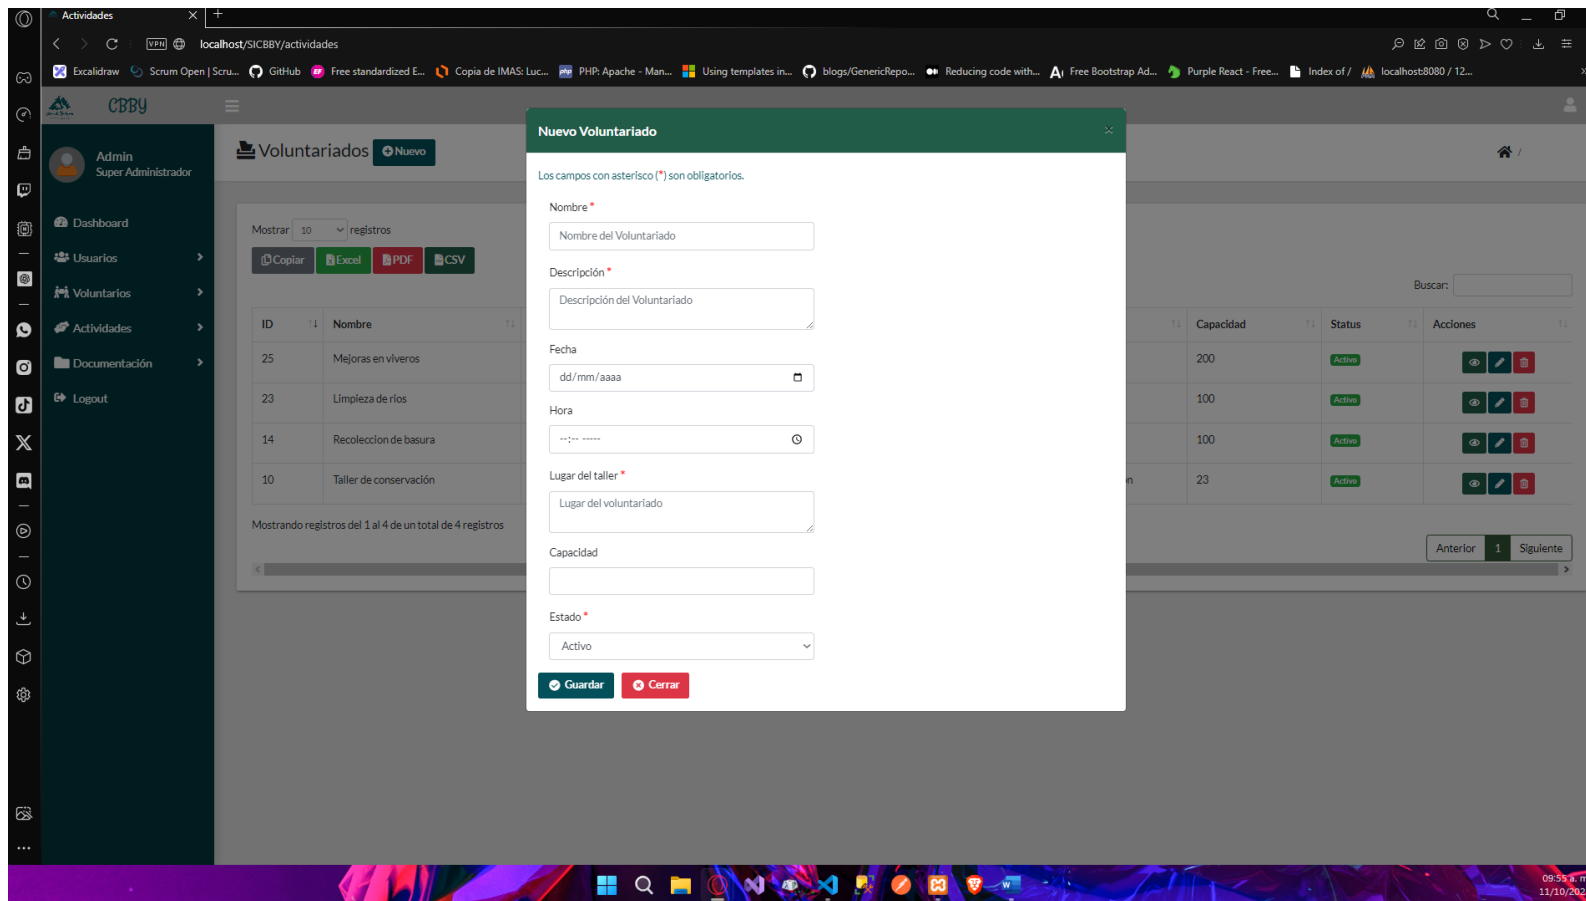 Actividades
VPN localhost/SICBBY/actividades
Excalidraw Scrum Open | Scru... GitHub Free standardized E... Copia de IMAS: Luc... PHP: Apache - Man... Using templates in... blogs/GenericRepo... Reducing code with... Free Bootstrap Ad... Purple React - Free... Index of / localhost:8080 / 12...
CBBY
Admin
Super Administrador
Dashboard
Usuarios
Voluntarios
Actividades
Documentación
Logout
Voluntariados Nuevo
/
Mostrar 10 registros
Copiar Excel PDF CSV
Buscar:
ID Nombre Capacidad Status Acciones
25 Mejoras en viveros 200 Activo
23 Limpieza de rios 100 Activo
14 Recoleccion de basura 100 Activo
10 Taller de conservación 23 Activo
Mostrando registros del 1 al 4 de un total de 4 registros
Anterior 1 Siguiente
Nuevo Voluntariado
×
Los campos con asterisco (*) son obligatorios.
Nombre *
Nombre del Voluntariado
Descripción *
Descripción del Voluntariado
Fecha
dd/mm/aaaa
Hora
--:-- -----
Lugar del taller *
Lugar del voluntariado
Capacidad
Estado *
Activo
Guardar Cerrar
09:55 a. m
11/10/202